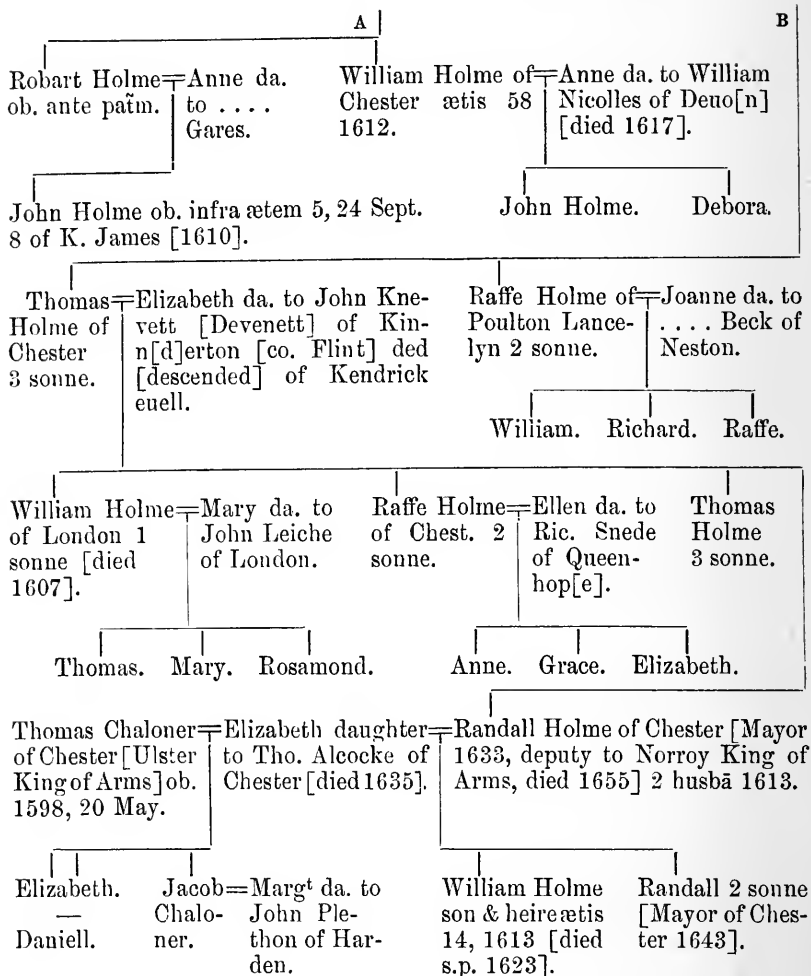 A B
Robart Holme=Anne da.
ob. ante pat̃m. to . . . .
Gares.
William Holme of=Anne da. to William
Chester ætis 58 Nicolles of Deuo[n]
1612. [died 1617].
John Holme ob. infra ætem 5, 24 Sept.
8 of K. James [1610].
John Holme. Debora.
Thomas=Elizabeth da. to John Kne-
Holme of vett [Devenett] of Kin-
Chester n[d]erton [co. Flint] ded
3 sonne. [descended] of Kendrick
euell.
Raffe Holme of=Joanne da. to
Poulton Lance- . . . . Beck of
lyn 2 sonne. Neston.
William. Richard. Raffe.
William Holme=Mary da. to
of London 1 John Leiche
sonne [died of London.
1607].
Raffe Holme=Ellen da. to
of Chest. 2 Ric. Snede
sonne. of Queen-
hop[e].
Thomas
Holme
3 sonne.
Thomas. Mary. Rosamond.
Anne. Grace. Elizabeth.
Thomas Chaloner=Elizabeth daughter=Randall Holme of Chester [Mayor
of Chester [Ulster to Tho. Alcocke of 1633, deputy to Norroy King of
King of Arms] ob. Chester [died 1635]. Arms, died 1655] 2 husbā 1613.
1598, 20 May.
Elizabeth.
—
Daniell.
Jacob=Margt da. to
Chalo- John Ple-
ner. thon of Har-
den.
William Holme
son & heire ætis
14, 1613 [died
s.p. 1623].
Randall 2 sonne
[Mayor of Ches-
ter 1643].